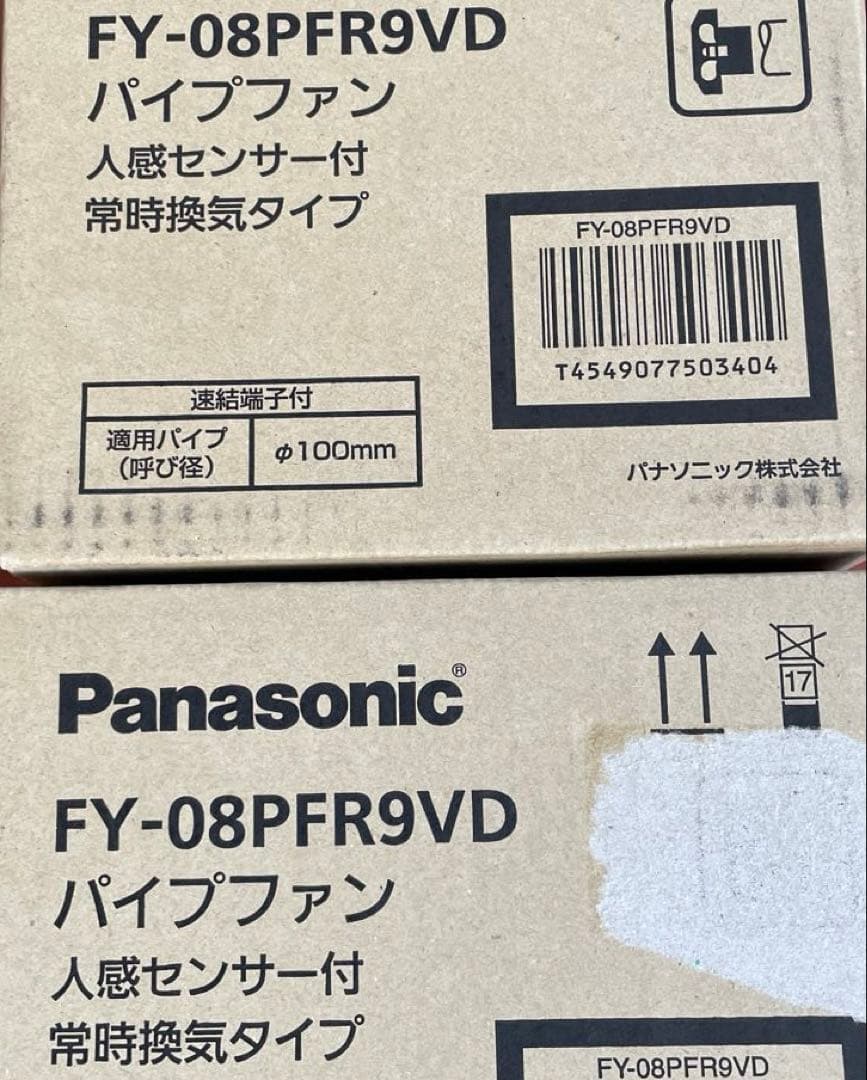 FY-08PFR9VD
パイプファン
人感センサー付
常時換気タイプ
FY-08PFR9VD
T4549077503404
速結端子付
適用パイプ
(呼び径)
φ100mm
パナソニック株式会社
Panasonic®
17
FY-08PFR9VD
パイプファン
人感センサー付
常時換気タイプ
FY-08PFR9VD